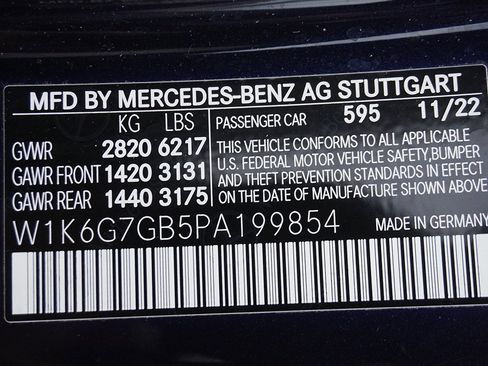 MFD BY MERCEDES-BENZ AG STUTTGART
KG LBS PASSENGER CAR 595 11/22
GVWR 2820 6217
GAWR FRONT 1420 3131
GAWR REAR 1440 3175
THIS VEHICLE CONFORMS TO ALL APPLICABLE
U.S. FEDERAL MOTOR VEHICLE SAFETY,BUMPER
AND THEFT PREVENTION STANDARDS IN EFFECT
ON THE DATE OF MANUFACTURE SHOWN ABOVE.
W1K6G7GB5PA199854 MADE IN GERMANY